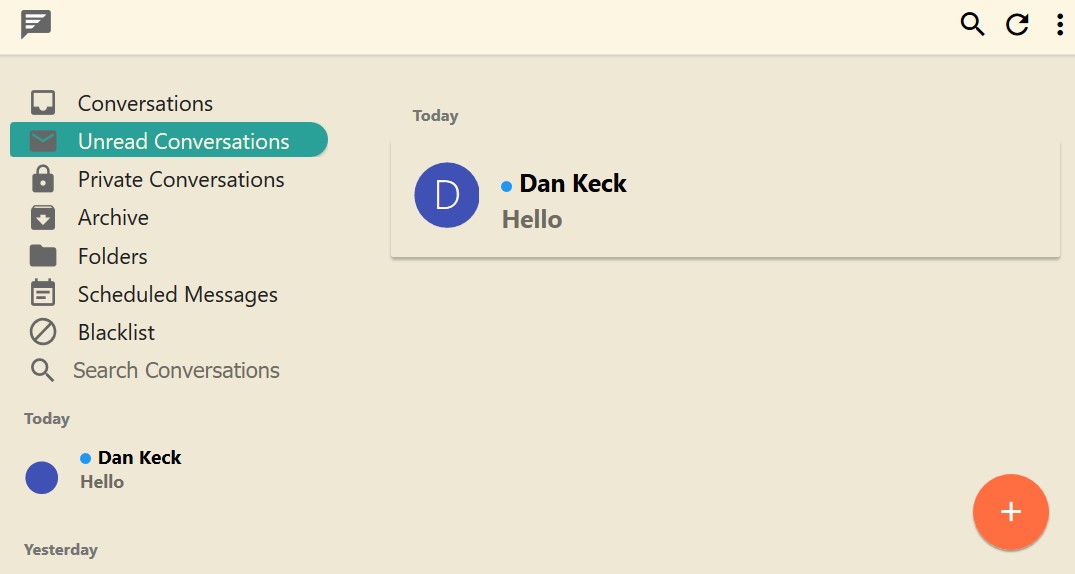 Conversations
Unread Conversations
Private Conversations
Archive
Folders
Scheduled Messages
Blacklist
Search Conversations
Today
Dan Keck
Hello
Yesterday
Today
D
Dan Keck
Hello
+